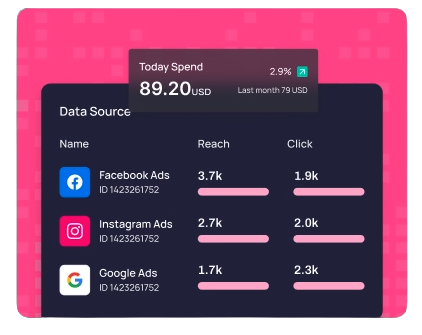 Today Spend
2.9%
89.20USD
Last month 79 USD
Data Source
Name Reach Click
Facebook Ads 3.7k 1.9k
ID 1423261752
Instagram Ads 2.7k 2.0k
ID 1423261752
Google Ads 1.7k 2.3k
ID 1423261752